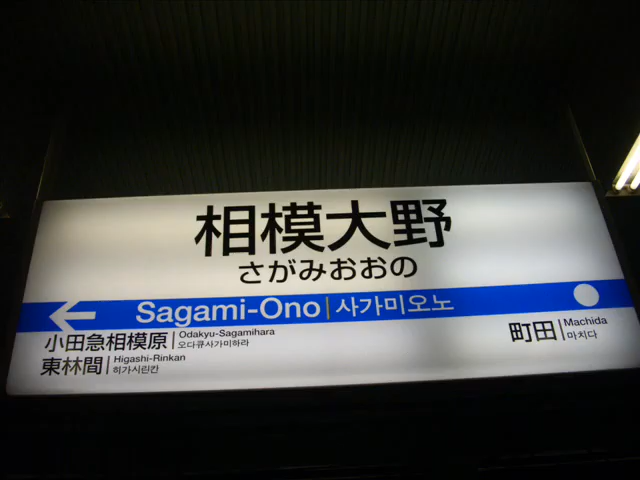 相模大野
さがみおおの
Sagami-Ono 사가미오노
小田急相模原 Odakyu-Sagamihara 오다큐사가미하라
東林間 Higashi-Rinkan 히가시린칸
町田 Machida 마치다